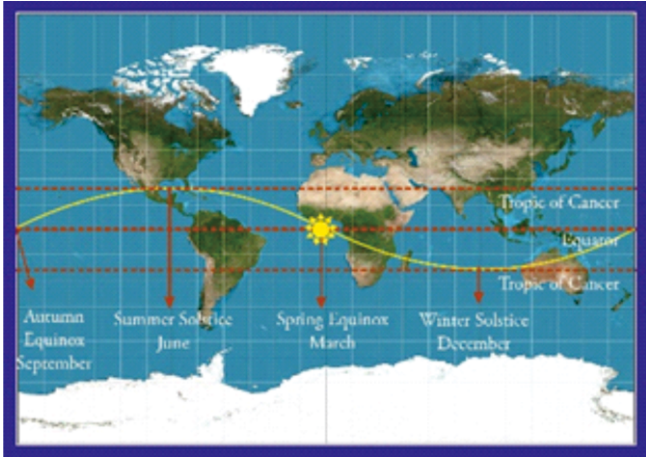 Tropic of Cancer
Equator
Tropic of Cancer
Autumn
Equinox
September
Summer Solstice
June
Spring Equinox
March
Winter Solstice
December